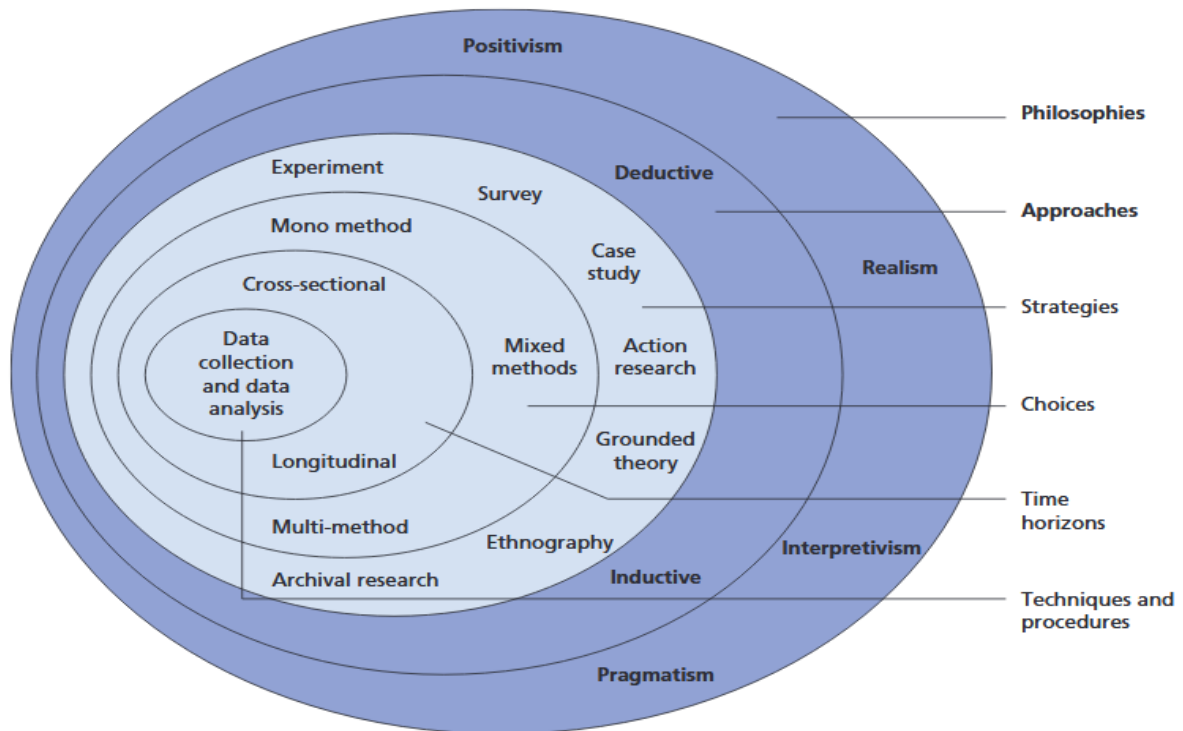 Positivism
Philosophies
Experiment
Deductive
Survey
Approaches
Mono method
Case
study
Realism
Cross-sectional
Strategies
Data
collection
and data
analysis
Mixed
methods
Action
research
Choices
Grounded
theory
Longitudinal
Time
horizons
Multi-method
Ethnography
Interpretivism
Archival research
Inductive
Techniques and
procedures
Pragmatism